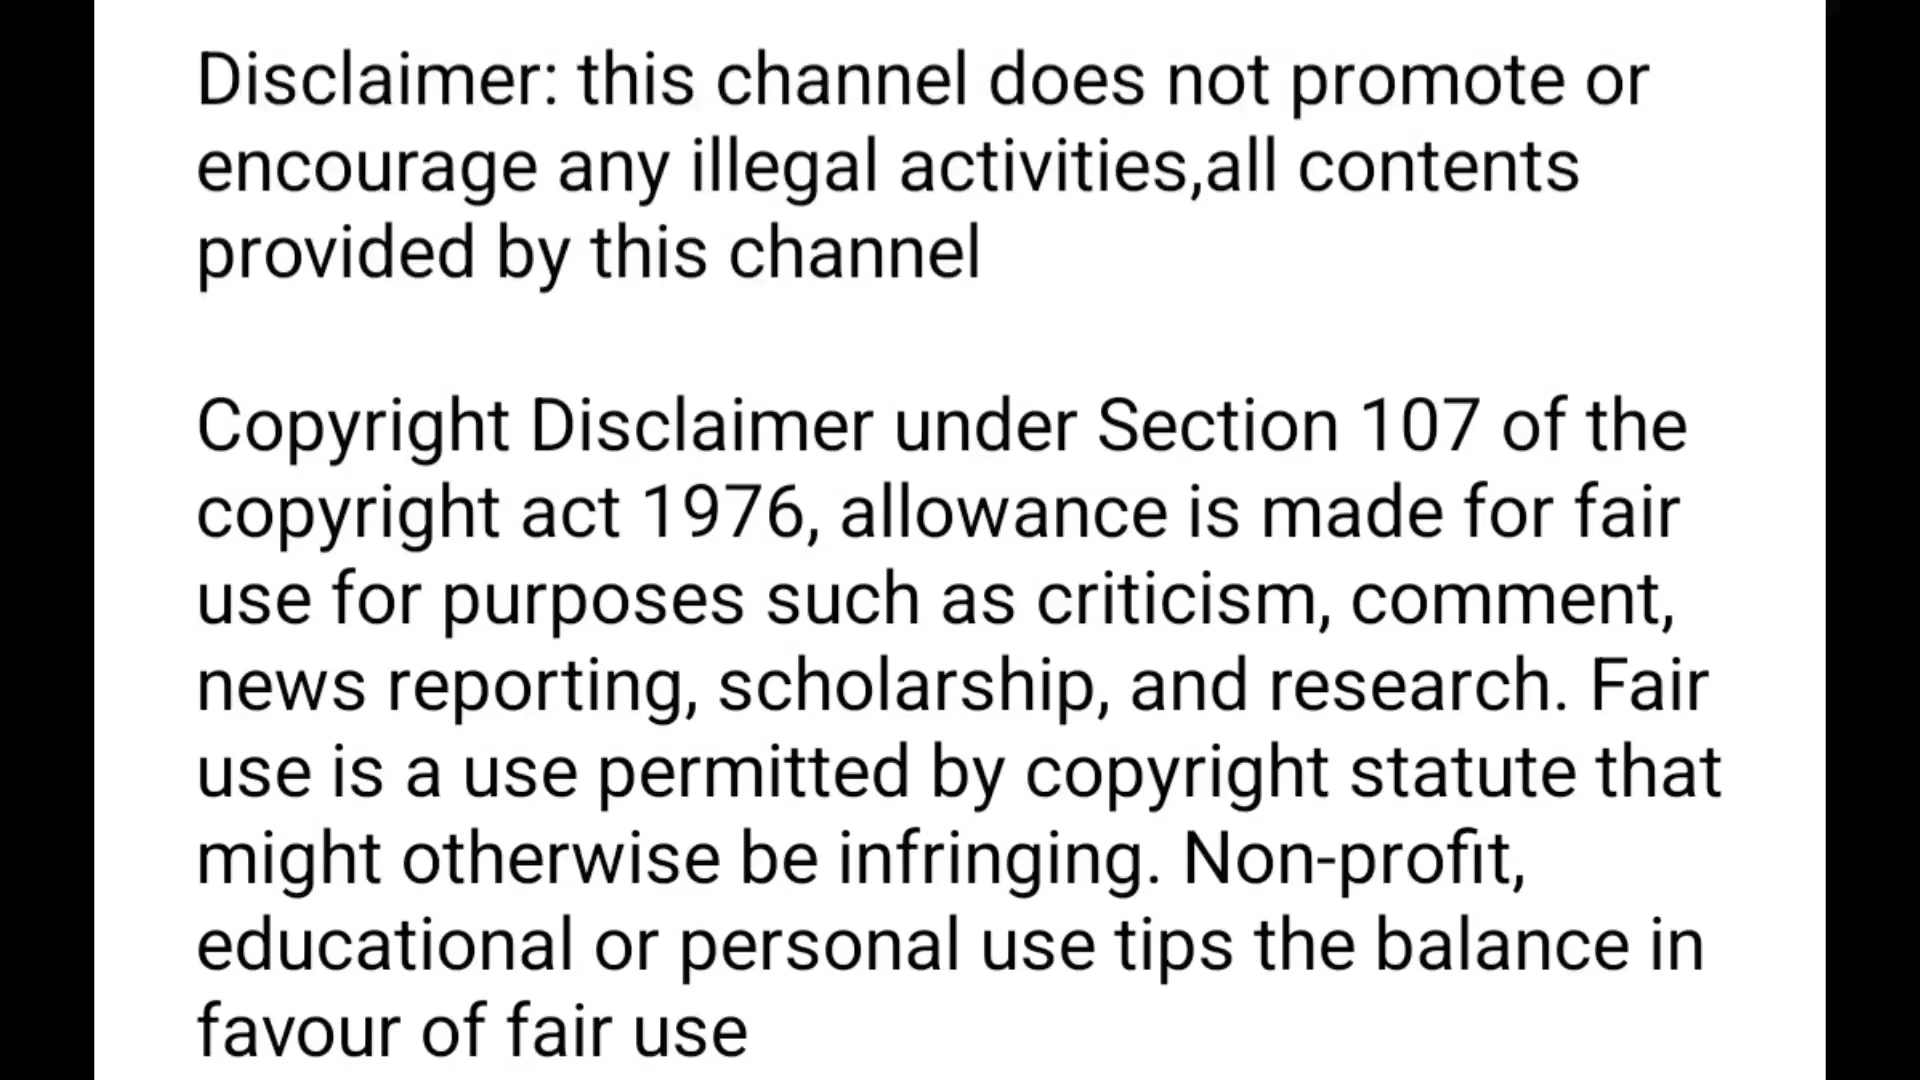 Disclaimer: this channel does not promote or
encourage any illegal activities,all contents
provided by this channel
Copyright Disclaimer under Section 107 of the
copyright act 1976, allowance is made for fair
use for purposes such as criticism, comment,
news reporting, scholarship, and research. Fair
use is a use permitted by copyright statute that
might otherwise be infringing. Non-profit,
educational or personal use tips the balance in
favour of fair use